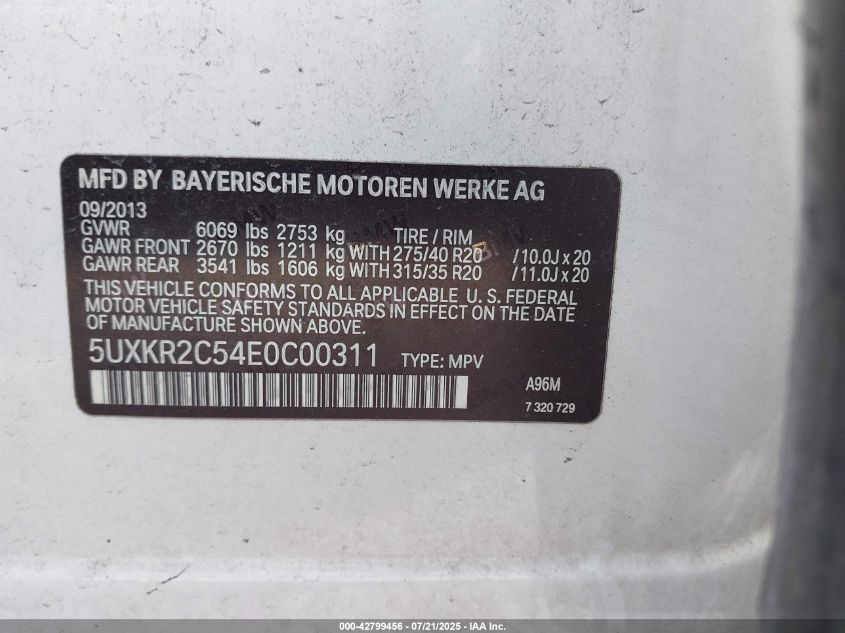 MFD BY BAYERISCHE MOTOREN WERKE AG
09/2013
GVWR 6069 lbs 2753 kg TIRE / RIM
GAWR FRONT 2670 lbs 1211 kg WITH 275/40 R20 / 10.0J x 20
GAWR REAR 3541 lbs 1606 kg WITH 315/35 R20 / 11.0J x 20
THIS VEHICLE CONFORMS TO ALL APPLICABLE U. S. FEDERAL
MOTOR VEHICLE SAFETY STANDARDS IN EFFECT ON THE DATE
OF MANUFACTURE SHOWN ABOVE.
5UXKR2C54E0C00311 TYPE: MPV
A96M
7 320 729
000-42799456 - 07/21/2025 - IAA Inc.